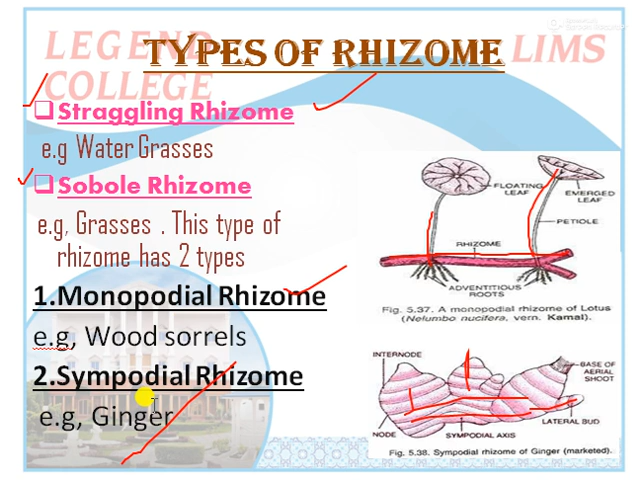 LEGEND LIMS
COLLEGE
TYPES OF RHIZOME
Straggling Rhizome
e.g Water Grasses
Sobole Rhizome
e.g, Grasses . This type of
rhizome has 2 types
1.Monopodial Rhizome
e.g, Wood sorrels
2.Sympodial Rhizome
e.g, Ginger
FLOATING
LEAF
EMERGED
LEAF
PETIOLE
RHIZOME
ADVENTITIOUS
ROOTS
Fig. 5.37. A monopodial rhizome of Lotus
(Nelumbo nucifera, vern. Kamal).
INTERNODE
BASE OF
AERIAL
SHOOT
LATERAL BUD
NODE
SYMPODIAL AXIS
Fig. 5.38. Sympodial rhizome of Ginger (marketed).